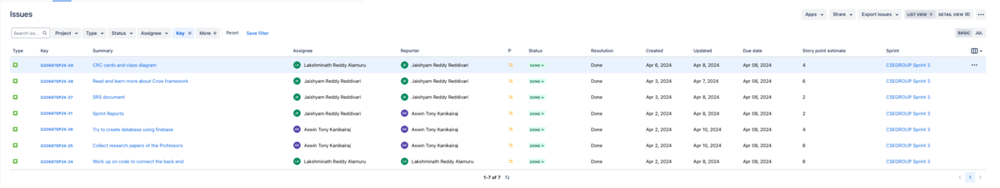 Issues
Apps Share Export issues LIST VIEW DETAIL VIEW
Search iss... Project Type Status Assignee Key More Reset Save filter BASIC JQL
Type Key Summary Assignee Reporter P Status Resolution Created Updated Due date Story point estimate Sprint
G20687SP24-39 CRC cards and class diagram LA Lakshminath Reddy Alamuru JR Jaishyam Reddy Reddivari DONE Done Apr 6, 2024 Apr 8, 2024 Apr 08, 2024 4 CSEGROUP Sprint 3
G20687SP24-38 Read and learn more about Crow framework JR Jaishyam Reddy Reddivari JR Jaishyam Reddy Reddivari DONE Done Apr 3, 2024 Apr 7, 2024 Apr 08, 2024 6 CSEGROUP Sprint 3
G20687SP24-37 SRS document JR Jaishyam Reddy Reddivari JR Jaishyam Reddy Reddivari DONE Done Apr 3, 2024 Apr 8, 2024 Apr 08, 2024 2 CSEGROUP Sprint 3
G20687SP24-31 Sprint Reports JR Jaishyam Reddy Reddivari AK Aswin Tony Kanikairaj DONE Done Apr 2, 2024 Apr 8, 2024 Apr 08, 2024 2 CSEGROUP Sprint 3
G20687SP24-26 Try to create database using firebase AK Aswin Tony Kanikairaj AK Aswin Tony Kanikairaj DONE Done Apr 2, 2024 Apr 10, 2024 Apr 08, 2024 4 CSEGROUP Sprint 3
G20687SP24-25 Collect research papers of the Professors AK Aswin Tony Kanikairaj AK Aswin Tony Kanikairaj DONE Done Apr 2, 2024 Apr 10, 2024 Apr 08, 2024 6 CSEGROUP Sprint 3
G20687SP24-24 Work up on code to connect the back end LA Lakshminath Reddy Alamuru LA Lakshminath Reddy Alamuru DONE Done Apr 2, 2024 Apr 8, 2024 Apr 08, 2024 6 CSEGROUP Sprint 3
1-7 of 7 1